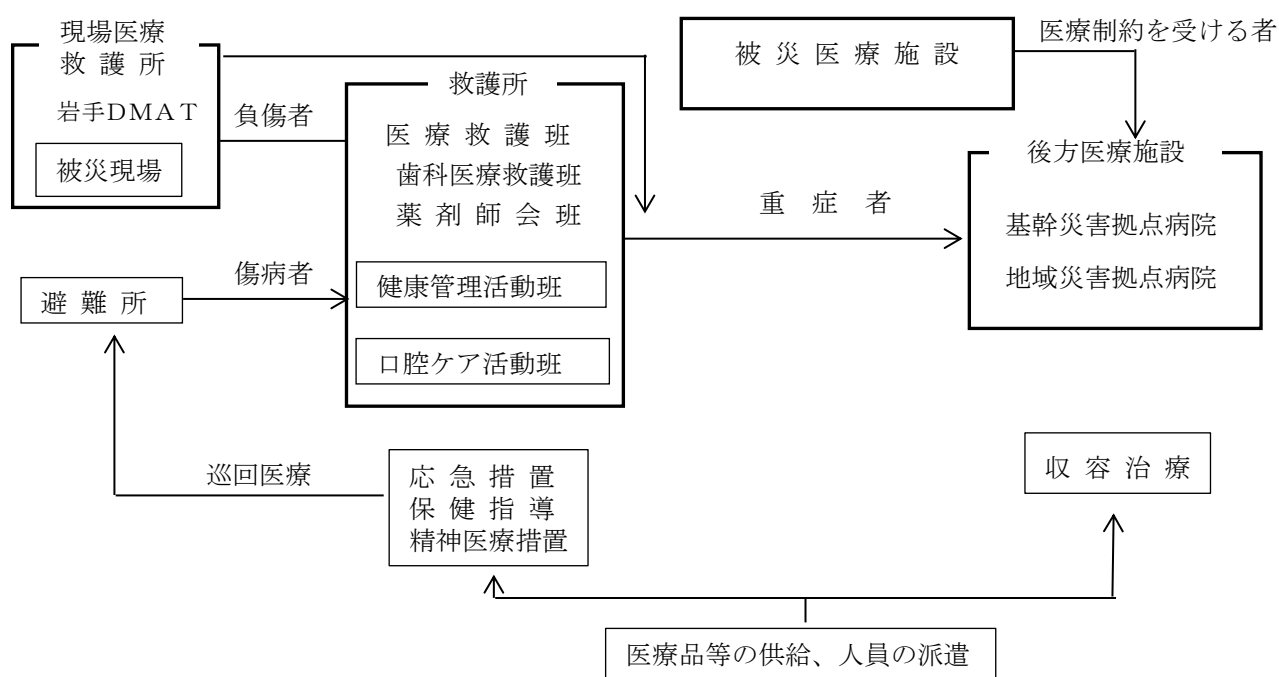 現場医療
救護所
岩手DMAT
被災現場
負傷者
救護所
医療救護班
歯科医療救護班
薬剤師会班
健康管理活動班
口腔ケア活動班
被災医療施設
医療制約を受ける者
後方医療施設
基幹災害拠点病院
地域災害拠点病院
重症者
避難所
傷病者
巡回医療
応急措置
保健指導
精神医療措置
収容治療
医療品等の供給、人員の派遣